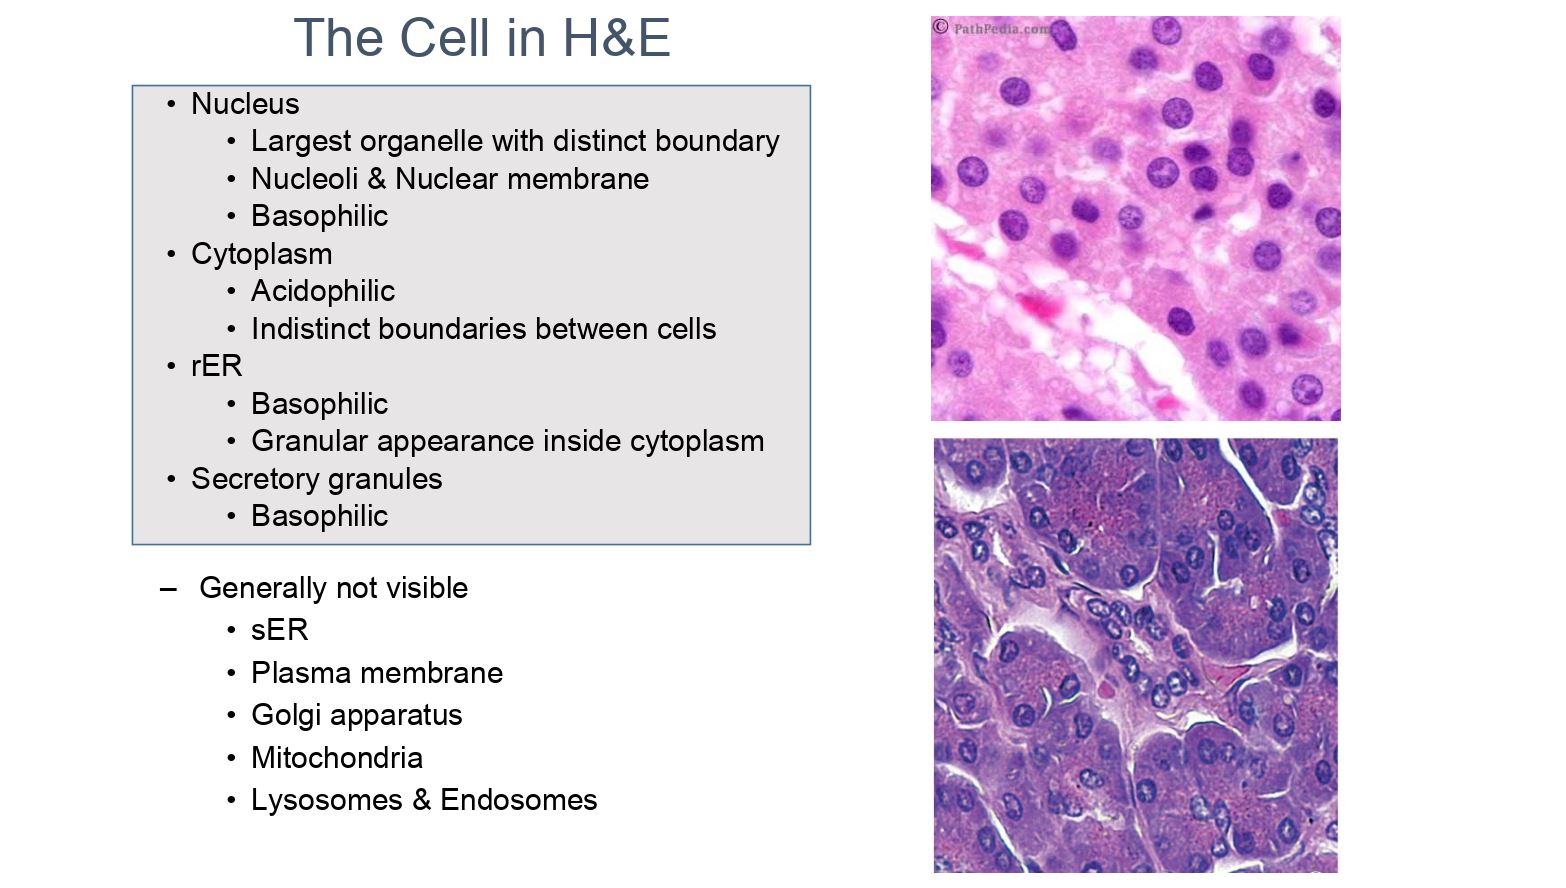 The Cell in H&E
• Nucleus
• Largest organelle with distinct boundary
• Nucleoli & Nuclear membrane
• Basophilic
• Cytoplasm
• Acidophilic
• Indistinct boundaries between cells
• rER
• Basophilic
• Granular appearance inside cytoplasm
• Secretory granules
• Basophilic
– Generally not visible
• sER
• Plasma membrane
• Golgi apparatus
• Mitochondria
• Lysosomes & Endosomes
© PathPedia.com